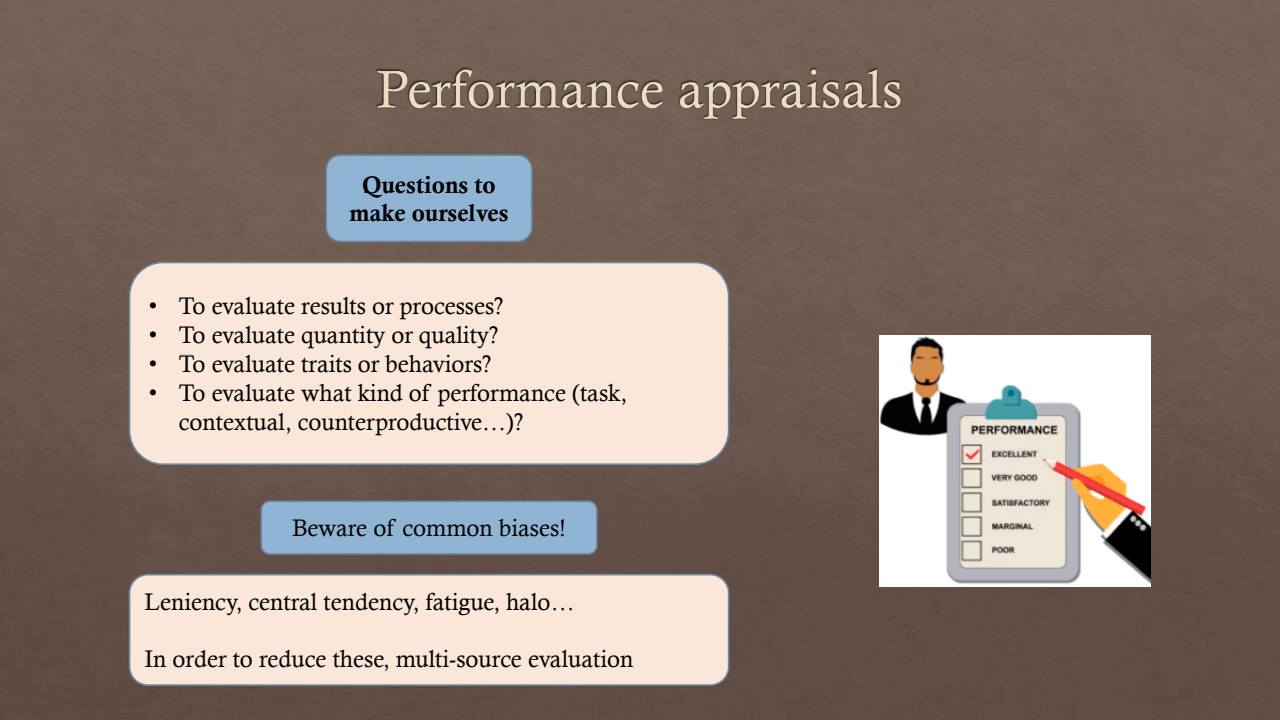 Performance appraisals
Questions to
make ourselves
• To evaluate results or processes?
• To evaluate quantity or quality?
• To evaluate traits or behaviors?
• To evaluate what kind of performance (task,
contextual, counterproductive…)?
Beware of common biases!
Leniency, central tendency, fatigue, halo…
In order to reduce these, multi-source evaluation
PERFORMANCE
EXCELLENT
VERY GOOD
SATISFACTORY
MARGINAL
POOR